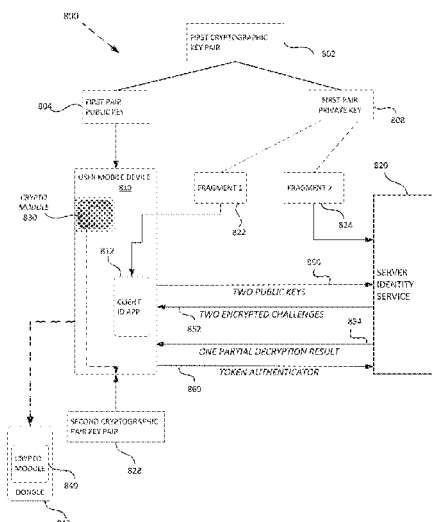 800
FIRST CRYPTOGRAPHIC
KEY PAIR
802
804
FIRST PAIR
PUBLIC KEY
FIRST PAIR
PRIVATE KEY
808
USER MOBILE DEVICE
810
CRYPTO MODULE
830
FRAGMENT 1
822
FRAGMENT 2
824
820
812
CLIENT
ID APP
SERVER
IDENTITY
SERVICE
TWO PUBLIC KEYS
852
TWO ENCRYPTED CHALLENGES
854
ONE PARTIAL DECRYPTION RESULT
860
TOKEN AUTHENTICATOR
SECOND CRYPTOGRAPHIC
PAIR KEY PAIR
CRYPTO
MODULE
840
DONGLE